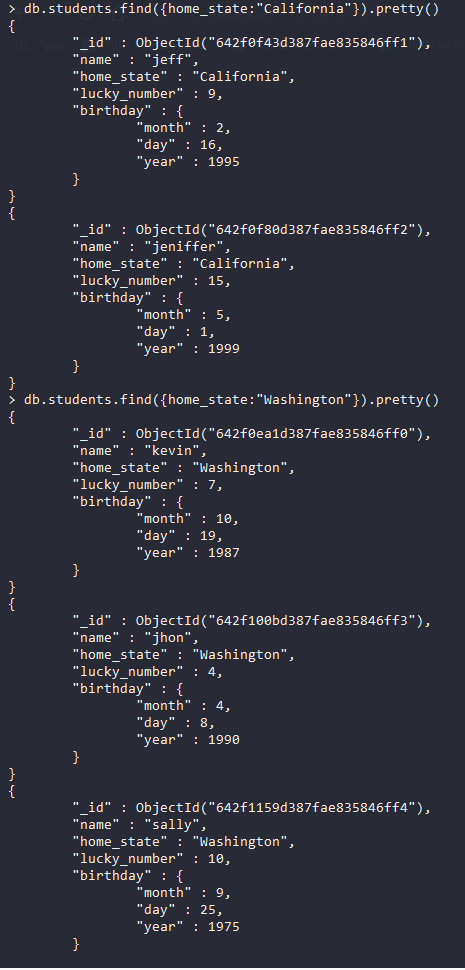 > db.students.find({home_state:"California"}).pretty()
{
        "_id" : ObjectId("642f0f43d387fae835846ff1"),
        "name" : "jeff",
        "home_state" : "California",
        "lucky_number" : 9,
        "birthday" : {
                "month" : 2,
                "day" : 16,
                "year" : 1995
        }
}
{
        "_id" : ObjectId("642f0f80d387fae835846ff2"),
        "name" : "jeniffer",
        "home_state" : "California",
        "lucky_number" : 15,
        "birthday" : {
                "month" : 5,
                "day" : 1,
                "year" : 1999
        }
}
> db.students.find({home_state:"Washington"}).pretty()
{
        "_id" : ObjectId("642f0ea1d387fae835846ff0"),
        "name" : "kevin",
        "home_state" : "Washington",
        "lucky_number" : 7,
        "birthday" : {
                "month" : 10,
                "day" : 19,
                "year" : 1987
        }
}
{
        "_id" : ObjectId("642f100bd387fae835846ff3"),
        "name" : "jhon",
        "home_state" : "Washington",
        "lucky_number" : 4,
        "birthday" : {
                "month" : 4,
                "day" : 8,
                "year" : 1990
        }
}
{
        "_id" : ObjectId("642f1159d387fae835846ff4"),
        "name" : "sally",
        "home_state" : "Washington",
        "lucky_number" : 10,
        "birthday" : {
                "month" : 9,
                "day" : 25,
                "year" : 1975
        }